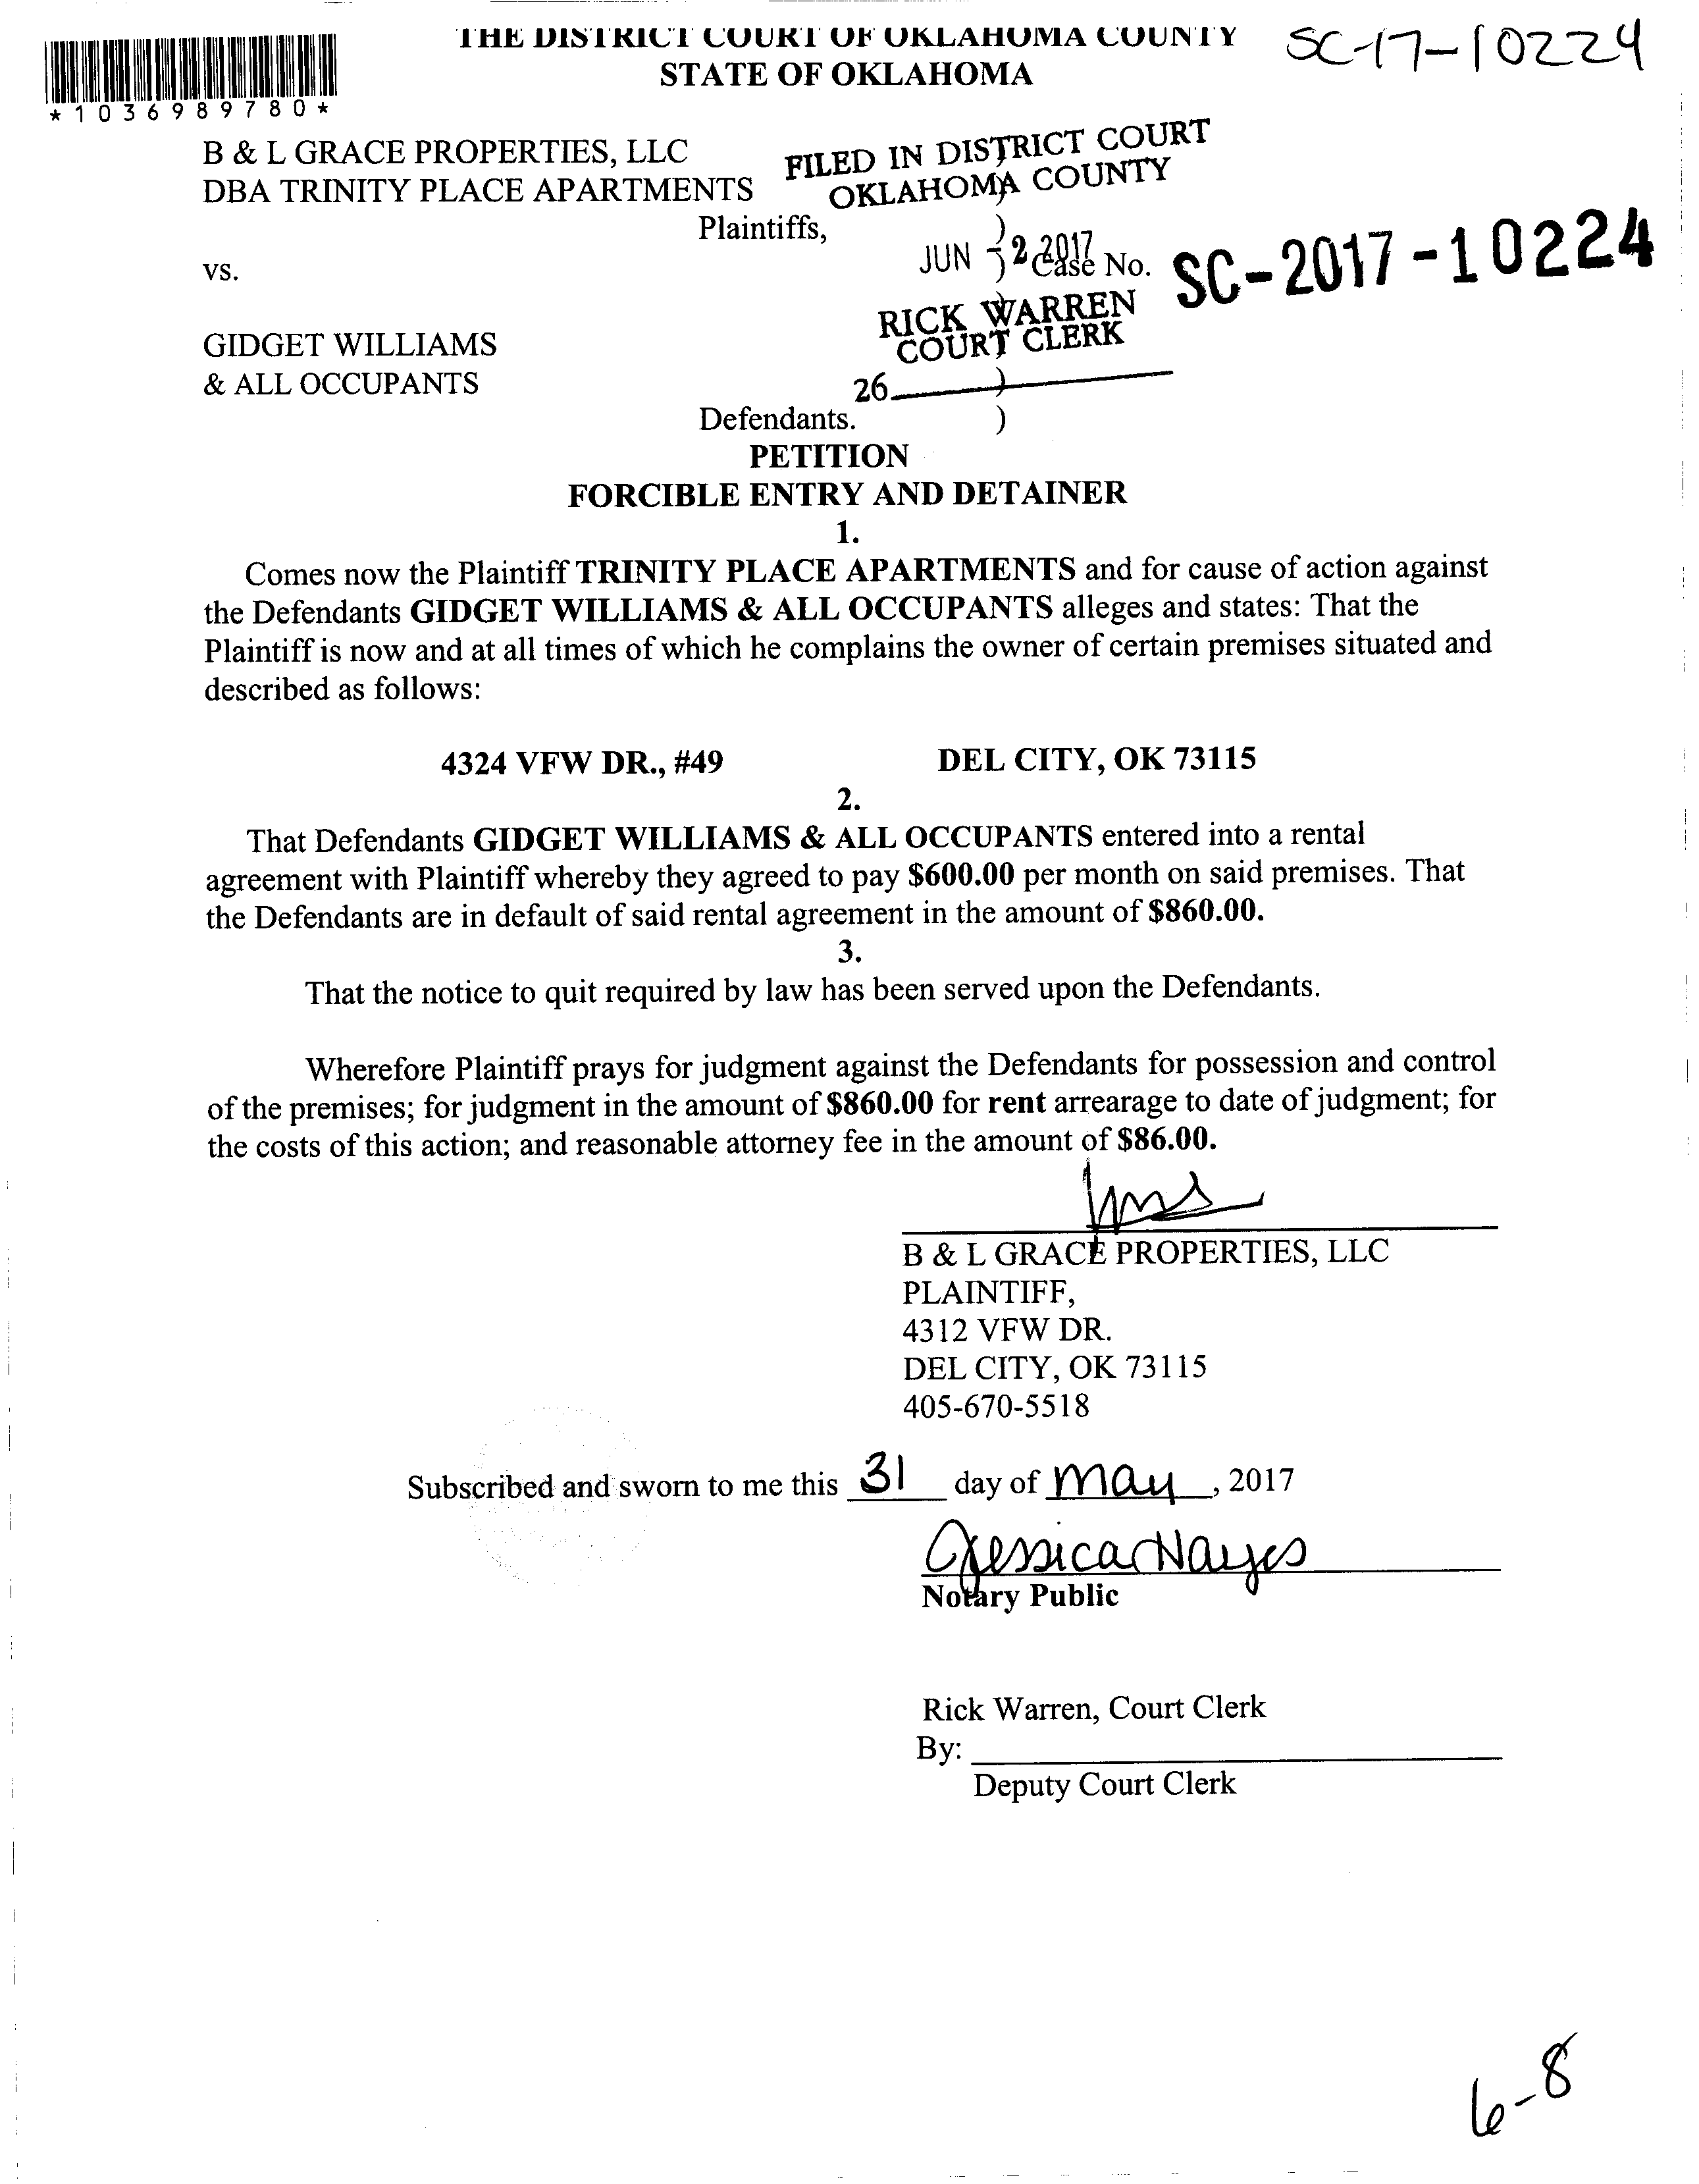 THE DISTRICT COURT OF OKLAHOMA COUNTY
STATE OF OKLAHOMA
SC-17-10224
*1036989780*
B & L GRACE PROPERTIES, LLC
DBA TRINITY PLACE APARTMENTS
Plaintiffs,
FILED IN DISTRICT COURT
OKLAHOMA COUNTY
)
JUN - 2 2017
)
vs.
Case No. SC-2017-10224
RICK WARREN
COURT CLERK
GIDGET WILLIAMS
& ALL OCCUPANTS
26
)
Defendants. )
PETITION
FORCIBLE ENTRY AND DETAINER
1.
Comes now the Plaintiff TRINITY PLACE APARTMENTS and for cause of action against
the Defendants GIDGET WILLIAMS & ALL OCCUPANTS alleges and states: That the
Plaintiff is now and at all times of which he complains the owner of certain premises situated and
described as follows:
4324 VFW DR., #49 DEL CITY, OK 73115
2.
That Defendants GIDGET WILLIAMS & ALL OCCUPANTS entered into a rental
agreement with Plaintiff whereby they agreed to pay $600.00 per month on said premises. That
the Defendants are in default of said rental agreement in the amount of $860.00.
3.
That the notice to quit required by law has been served upon the Defendants.
Wherefore Plaintiff prays for judgment against the Defendants for possession and control
of the premises; for judgment in the amount of $860.00 for rent arrearage to date of judgment; for
the costs of this action; and reasonable attorney fee in the amount of $86.00.
B & L GRACE PROPERTIES, LLC
PLAINTIFF,
4312 VFW DR.
DEL CITY, OK 73115
405-670-5518
Subscribed and sworn to me this 31 day of May, 2017
Jessica Hayes
Notary Public
Rick Warren, Court Clerk
By:
Deputy Court Clerk
6-8